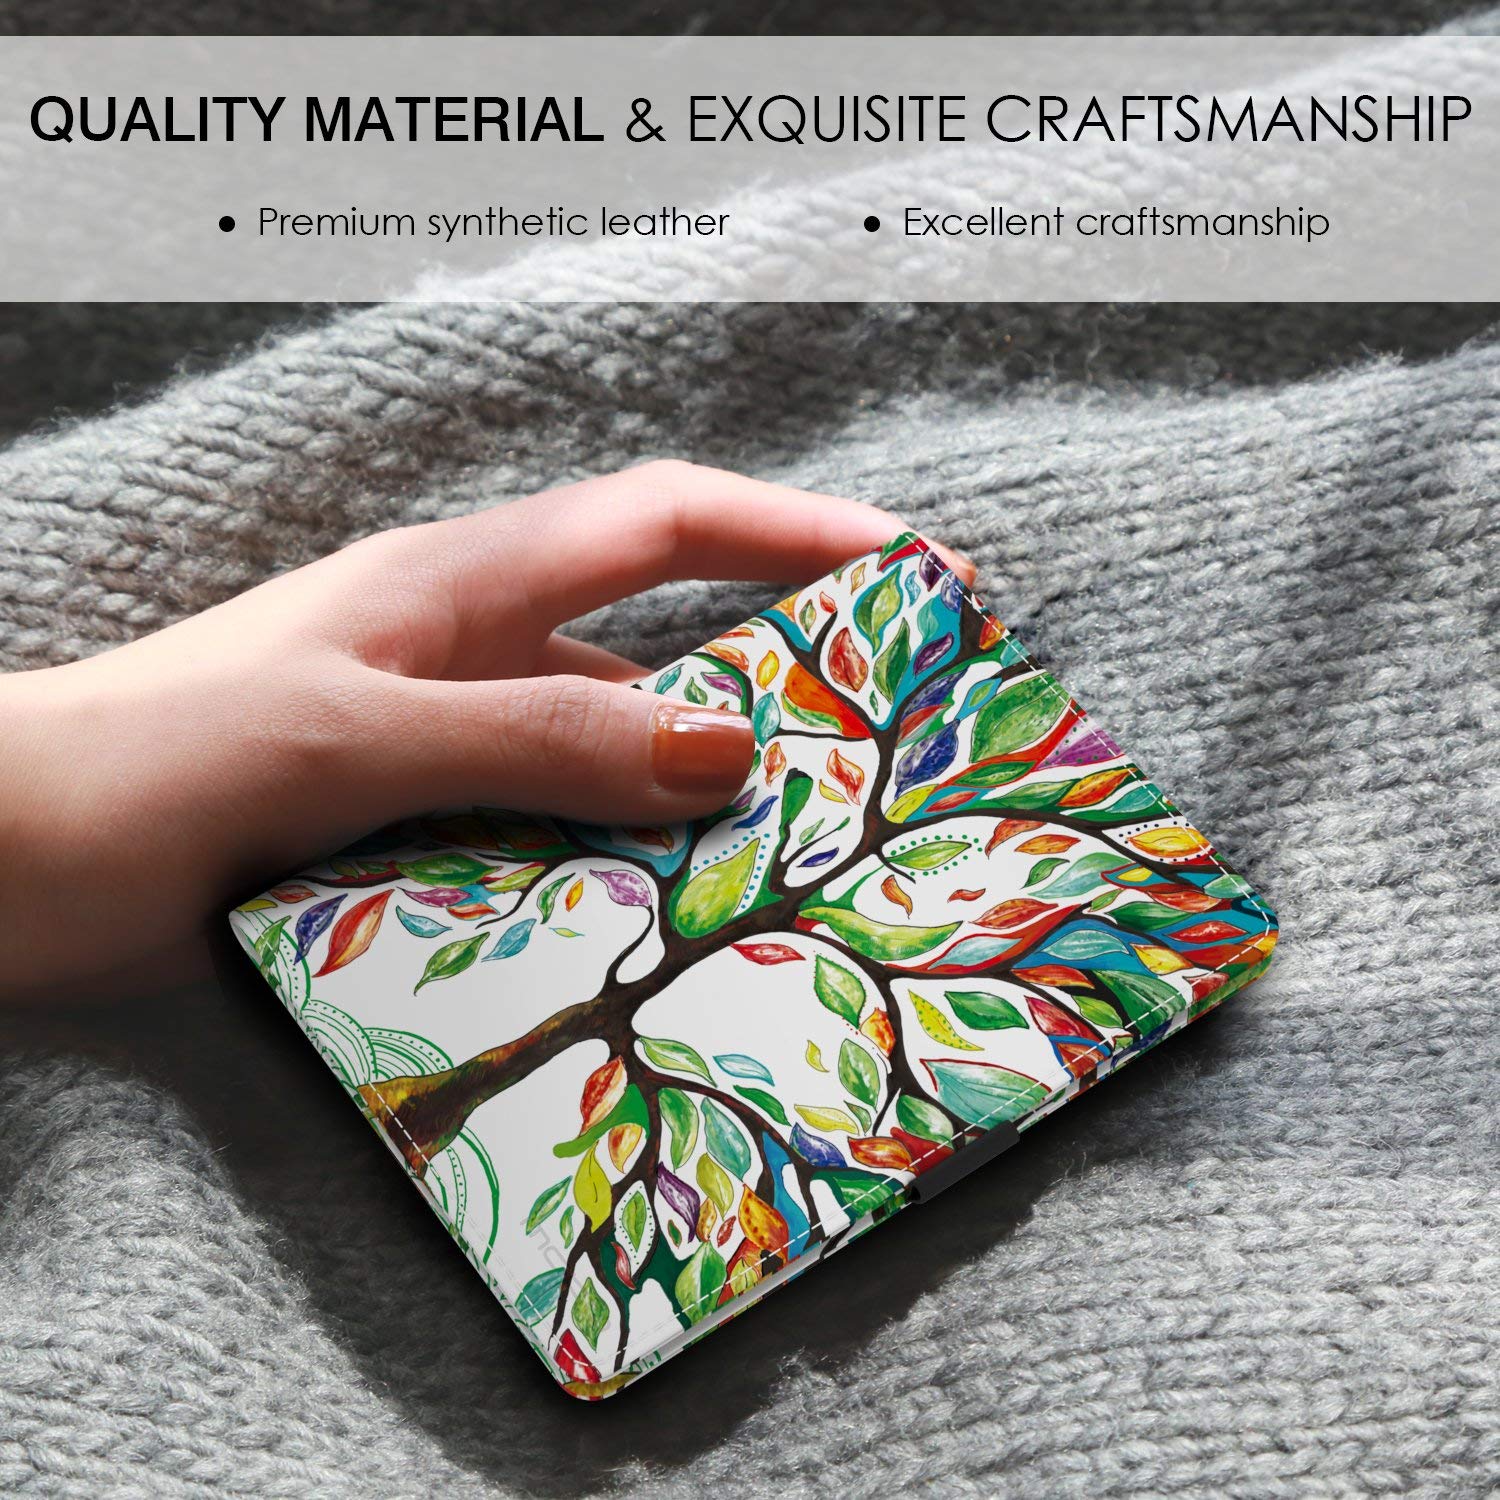 QUALITY MATERIAL & EXQUISITE CRAFTSMANSHIP
● Premium synthetic leather ● Excellent craftsmanship